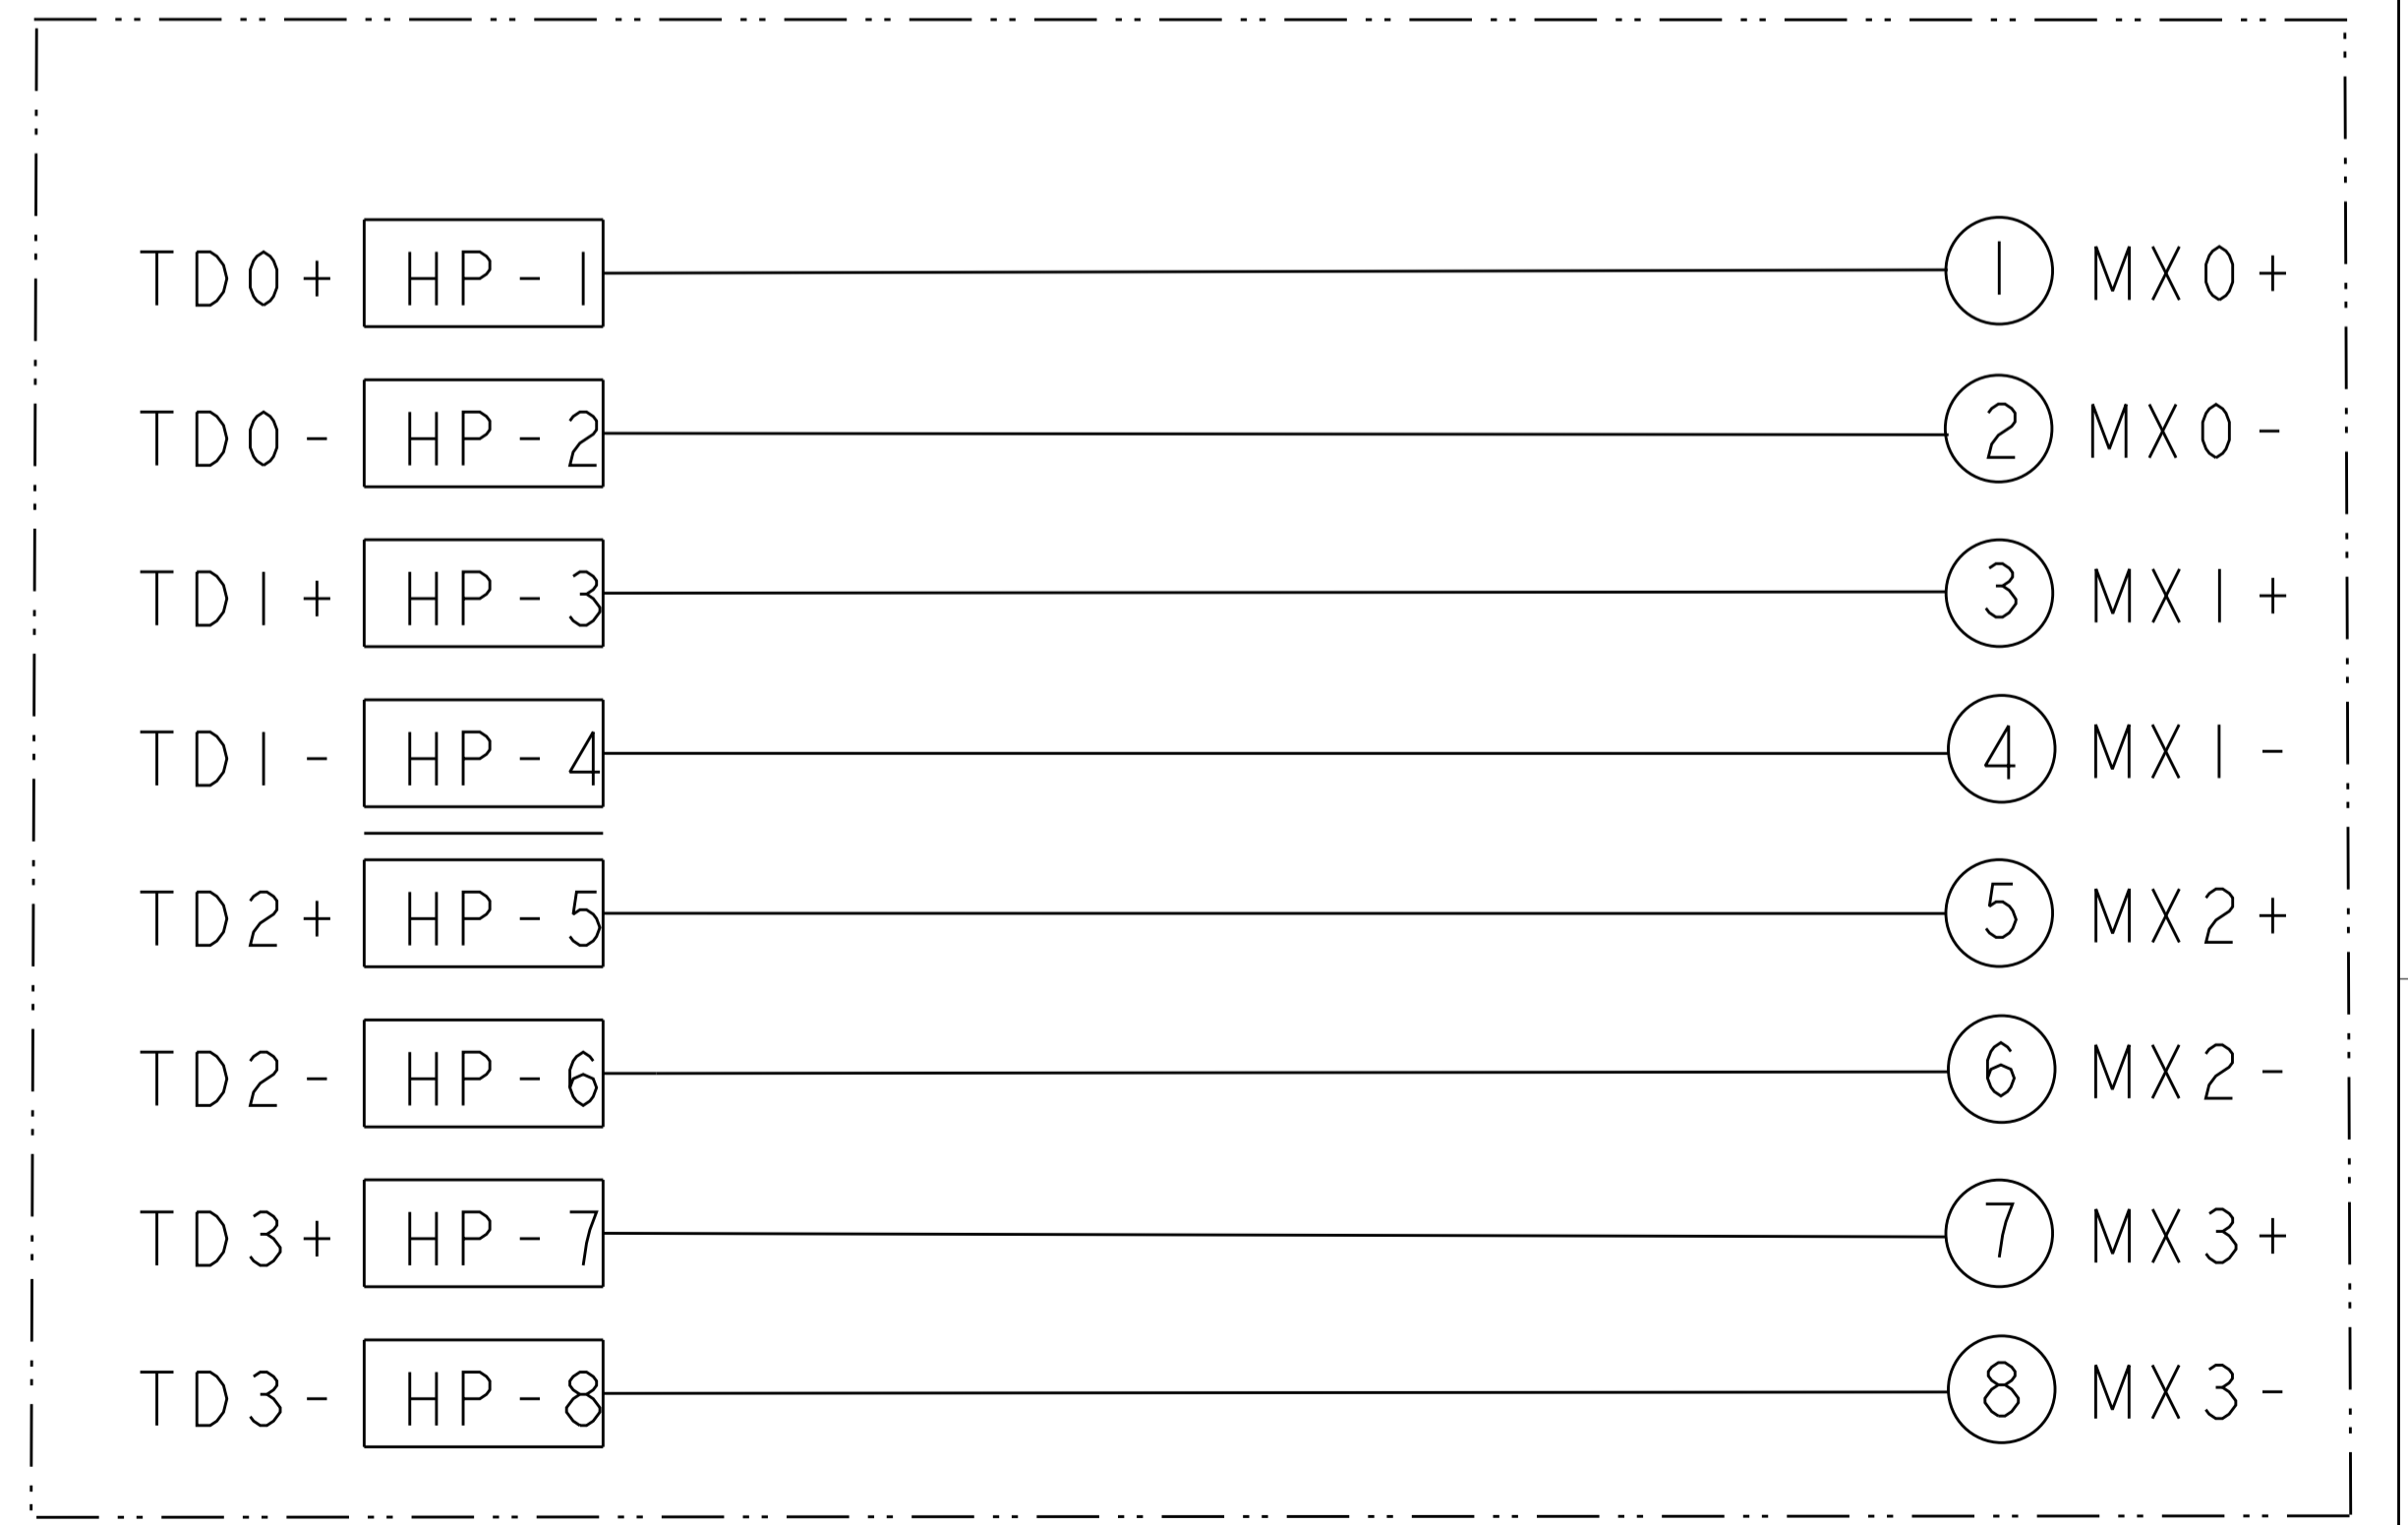 TD0+ HP-1 1 MX0+
TD0- HP-2 2 MX0-
TD1+ HP-3 3 MX1+
TD1- HP-4 4 MX1-
TD2+ HP-5 5 MX2+
TD2- HP-6 6 MX2-
TD3+ HP-7 7 MX3+
TD3- HP-8 8 MX3-